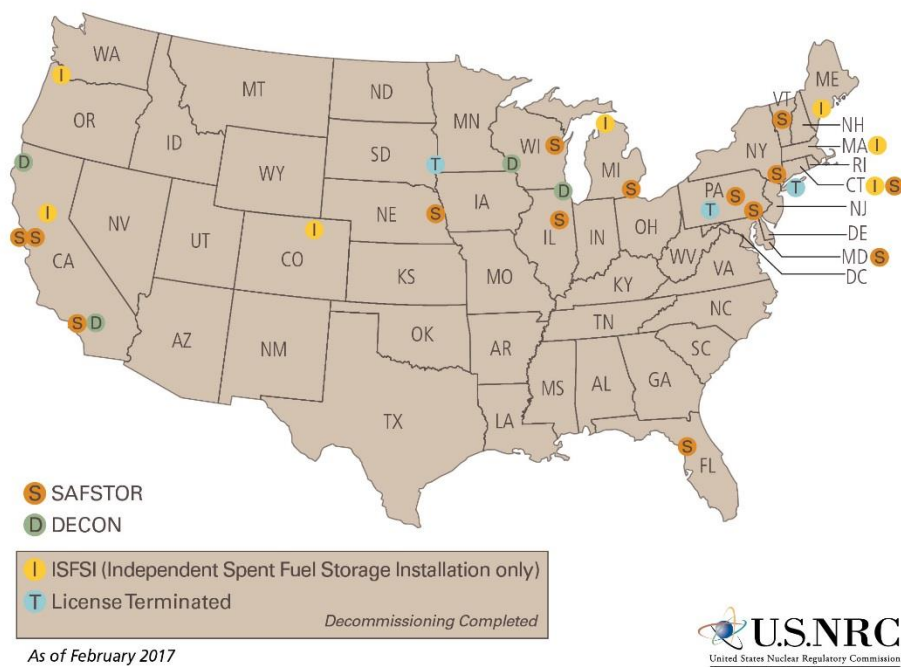 WA
ME
I
MT
ND
VT
I
OR
MN
I
S
NH
ID
WI
S
MA
I
SD
T
NY
RI
D
WY
D
MI
S
S
CT
I
S
D
PA
S
T
T
NJ
I
NE
S
IA
S
S
NV
I
IL
IN
OH
DE
S
S
UT
CO
MD
S
CA
WV
VA
DC
KS
MO
KY
S
D
NC
TN
AZ
NM
OK
AR
SC
MS
AL
GA
TX
LA
S
FL
S SAFSTOR
D DECON
I ISFSI (Independent Spent Fuel Storage Installation only)
T License Terminated
Decommissioning Completed
As of February 2017
U.S.NRC
United States Nuclear Regulatory Commission